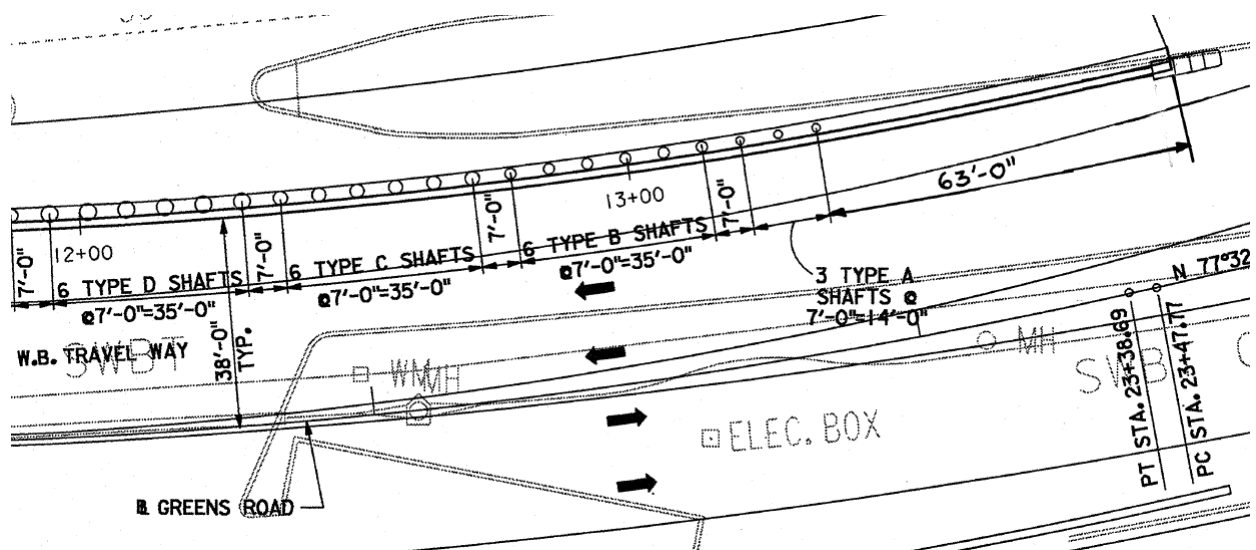 63'-0"
13+00
12+00
7'-0"
6 TYPE D SHAFTS
@7'-0"=35'-0"
7'-0"
6 TYPE C SHAFTS
@7'-0"=35'-0"
7'-0"
6 TYPE B SHAFTS
@7'-0"=35'-0"
7'-0"
3 TYPE A
SHAFTS @
7'-0"=14'-0"
N 77°32
38'-0"
TYP.
W.B. TRAVEL WAY
SWBT
WM
MH
MH
SWB
ELEC. BOX
PT STA. 23+38.69
PC STA. 23+47.77
GREENS ROAD